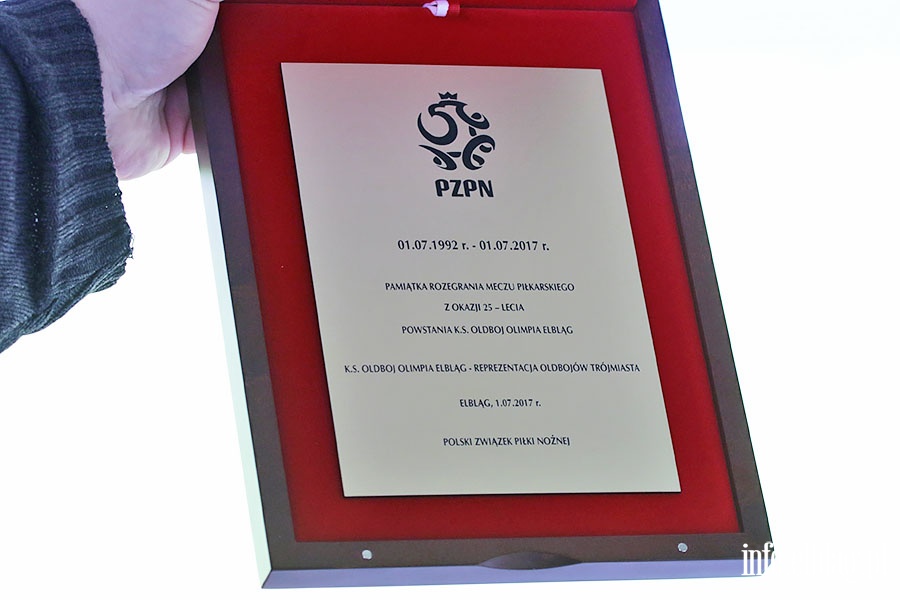 PZPN
01.07.1992 r. - 01.07.2017 r.
PAMIĄTKA ROZEGRANIA MECZU PIŁKARSKIEGO
Z OKAZJI 25 – LECIA
POWSTANIA K.S. OLDBOJ OLIMPIA ELBLĄG
K.S. OLDBOJ OLIMPIA ELBLĄG - REPREZENTACJA OLDBOJÓW TRÓJMIASTA
ELBLĄG, 1.07.2017 r.
POLSKI ZWIĄZEK PIŁKI NOŻNEJ